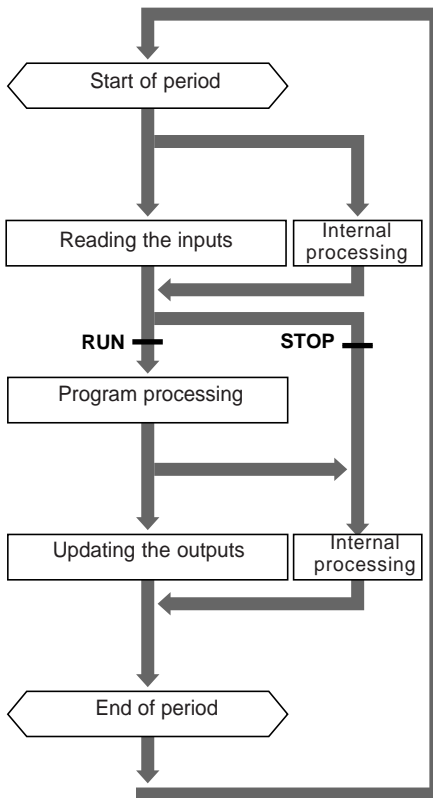 Start of period
Reading the inputs
Internal
processing
RUN
STOP
Program processing
Updating the outputs
Internal
processing
End of period